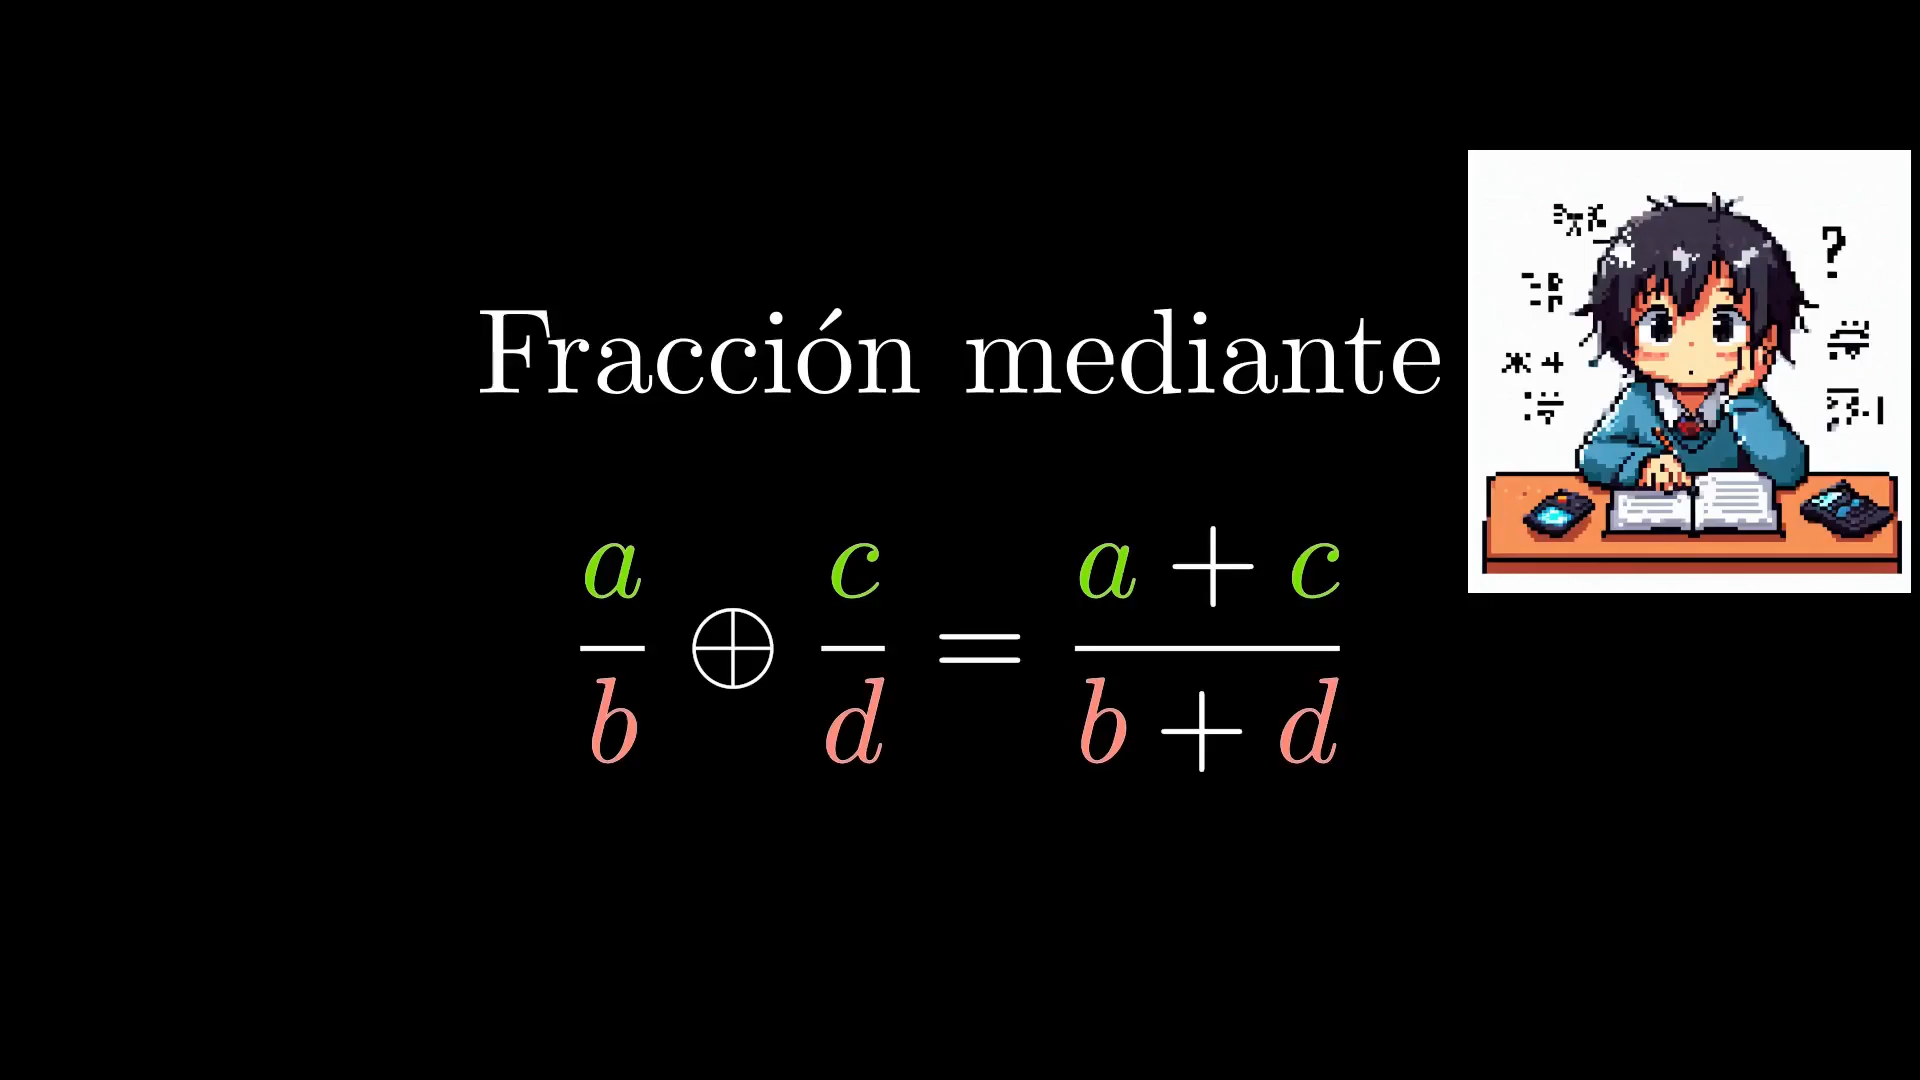 Fracción mediante
a/b ⊕ c/d = a + c/b + d
?